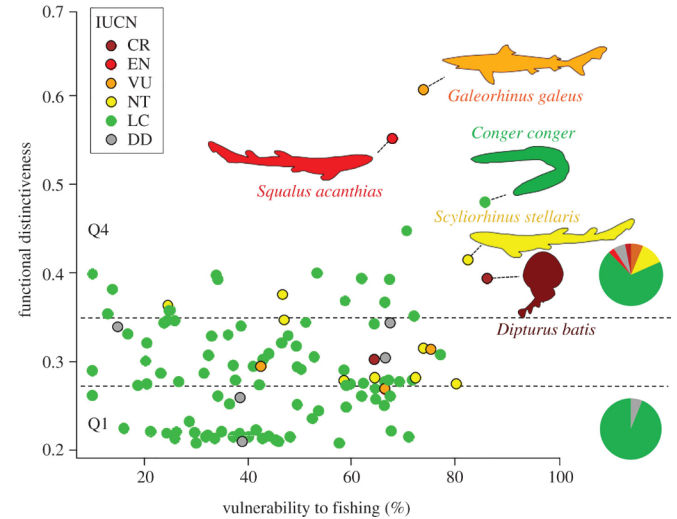 IUCN
CR
EN
VU
NT
LC
DD
Galeorhinus galeus
Conger conger
Squalus acanthias
Scyliorhinus stellaris
Dipturus batis
Q4
Q1
functional distinctiveness
0.7
0.6
0.5
0.4
0.3
0.2
20
40
60
80
100
vulnerability to fishing (%)